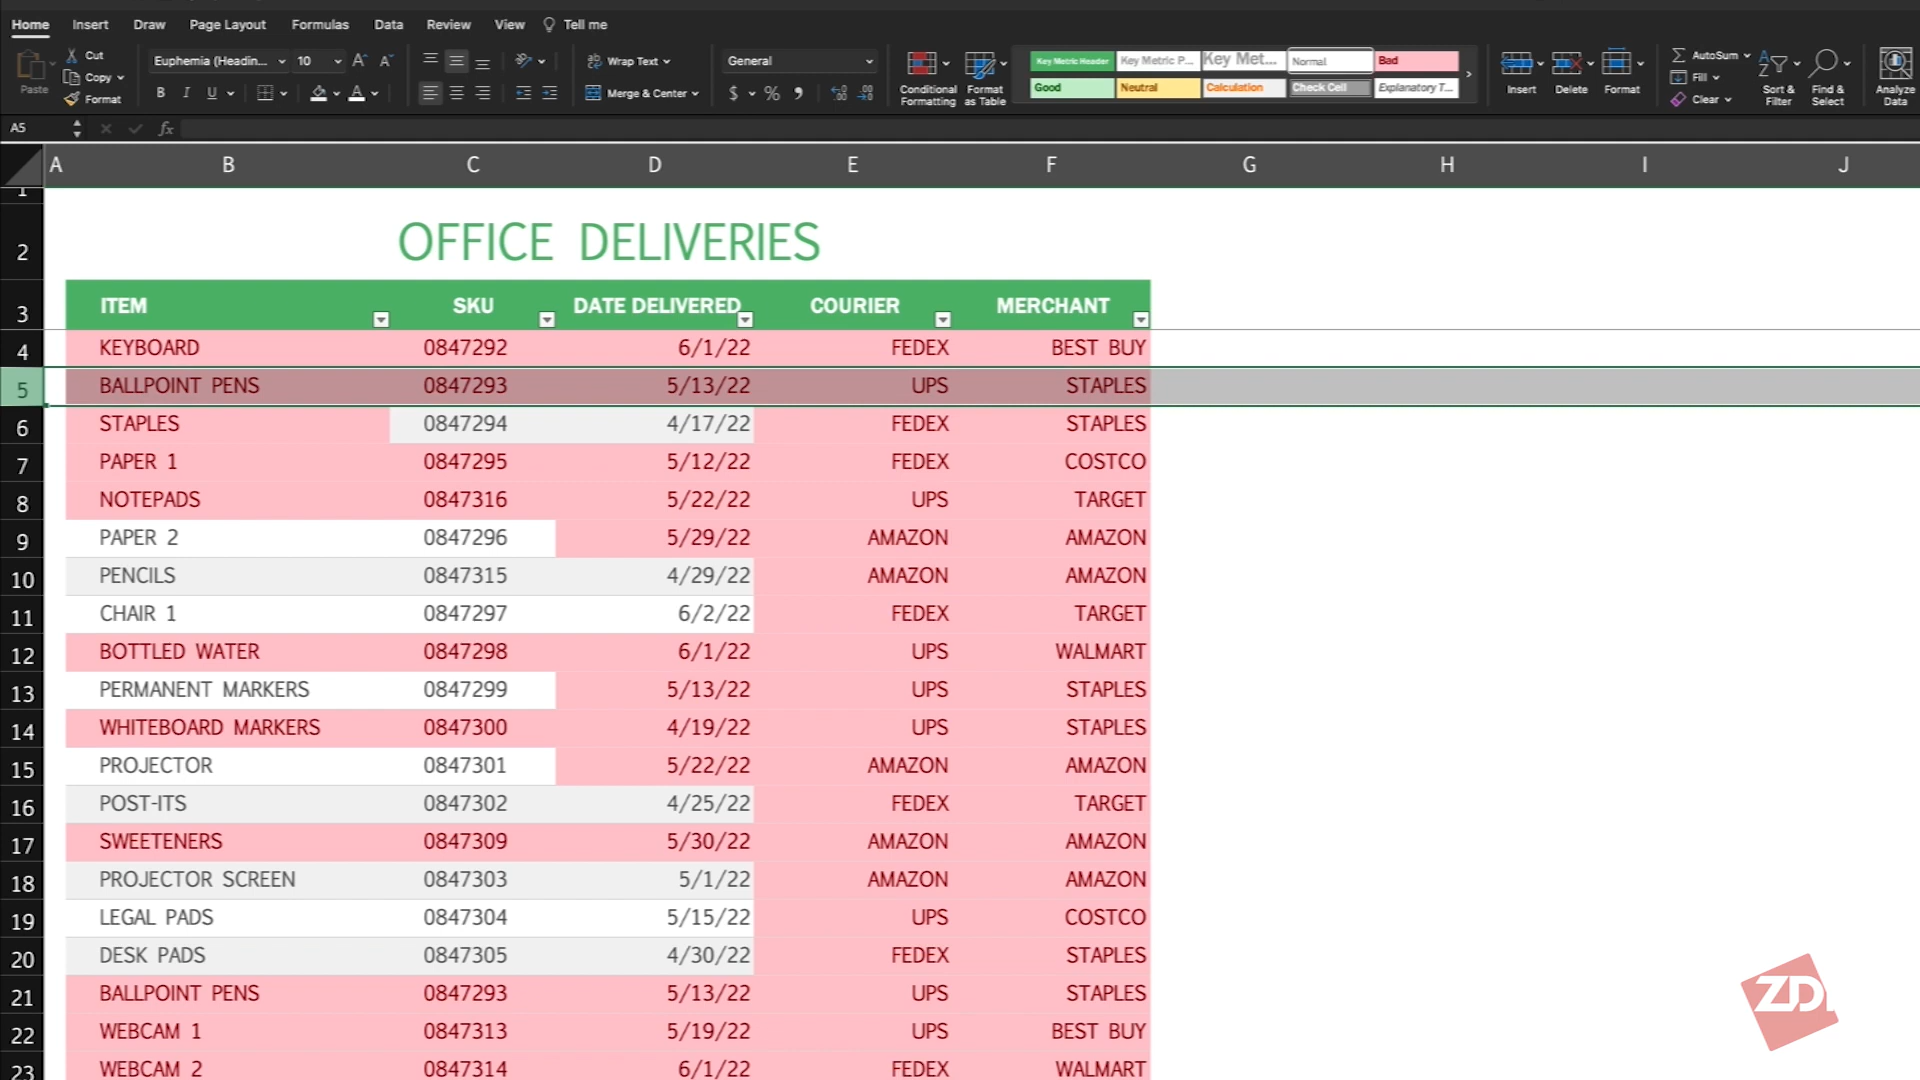 Home Insert Draw Page Layout Formulas Data Review View Tell me
Paste
Cut
Copy
Format
Euphemia (Headin... 10 A A
B I U A
Wrap Text
Merge & Center
General
$ % 9
Conditional Formatting
Format as Table
Key Metric Header Key Metric P... Key Met... Normal Bad
Good Neutral Calculation Check Cell Explanatory T...
Insert Delete Format
AutoSum
Fill
Clear
Sort & Filter
Find & Select
Analyze Data
A5 fx
A B C D E F G H I J
1
2 OFFICE DELIVERIES
3 ITEM SKU DATE DELIVERED COURIER MERCHANT
4 KEYBOARD 0847292 6/1/22 FEDEX BEST BUY
5 BALLPOINT PENS 0847293 5/13/22 UPS STAPLES
6 STAPLES 0847294 4/17/22 FEDEX STAPLES
7 PAPER 1 0847295 5/12/22 FEDEX COSTCO
8 NOTEPADS 0847316 5/22/22 UPS TARGET
9 PAPER 2 0847296 5/29/22 AMAZON AMAZON
10 PENCILS 0847315 4/29/22 AMAZON AMAZON
11 CHAIR 1 0847297 6/2/22 FEDEX TARGET
12 BOTTLED WATER 0847298 6/1/22 UPS WALMART
13 PERMANENT MARKERS 0847299 5/13/22 UPS STAPLES
14 WHITEBOARD MARKERS 0847300 4/19/22 UPS STAPLES
15 PROJECTOR 0847301 5/22/22 AMAZON AMAZON
16 POST-ITS 0847302 4/25/22 FEDEX TARGET
17 SWEETENERS 0847309 5/30/22 AMAZON AMAZON
18 PROJECTOR SCREEN 0847303 5/1/22 AMAZON AMAZON
19 LEGAL PADS 0847304 5/15/22 UPS COSTCO
20 DESK PADS 0847305 4/30/22 FEDEX STAPLES
21 BALLPOINT PENS 0847293 5/13/22 UPS STAPLES
22 WEBCAM 1 0847313 5/19/22 UPS BEST BUY
23 WEBCAM 2 0847314 6/1/22 FEDEX WALMART
ZD